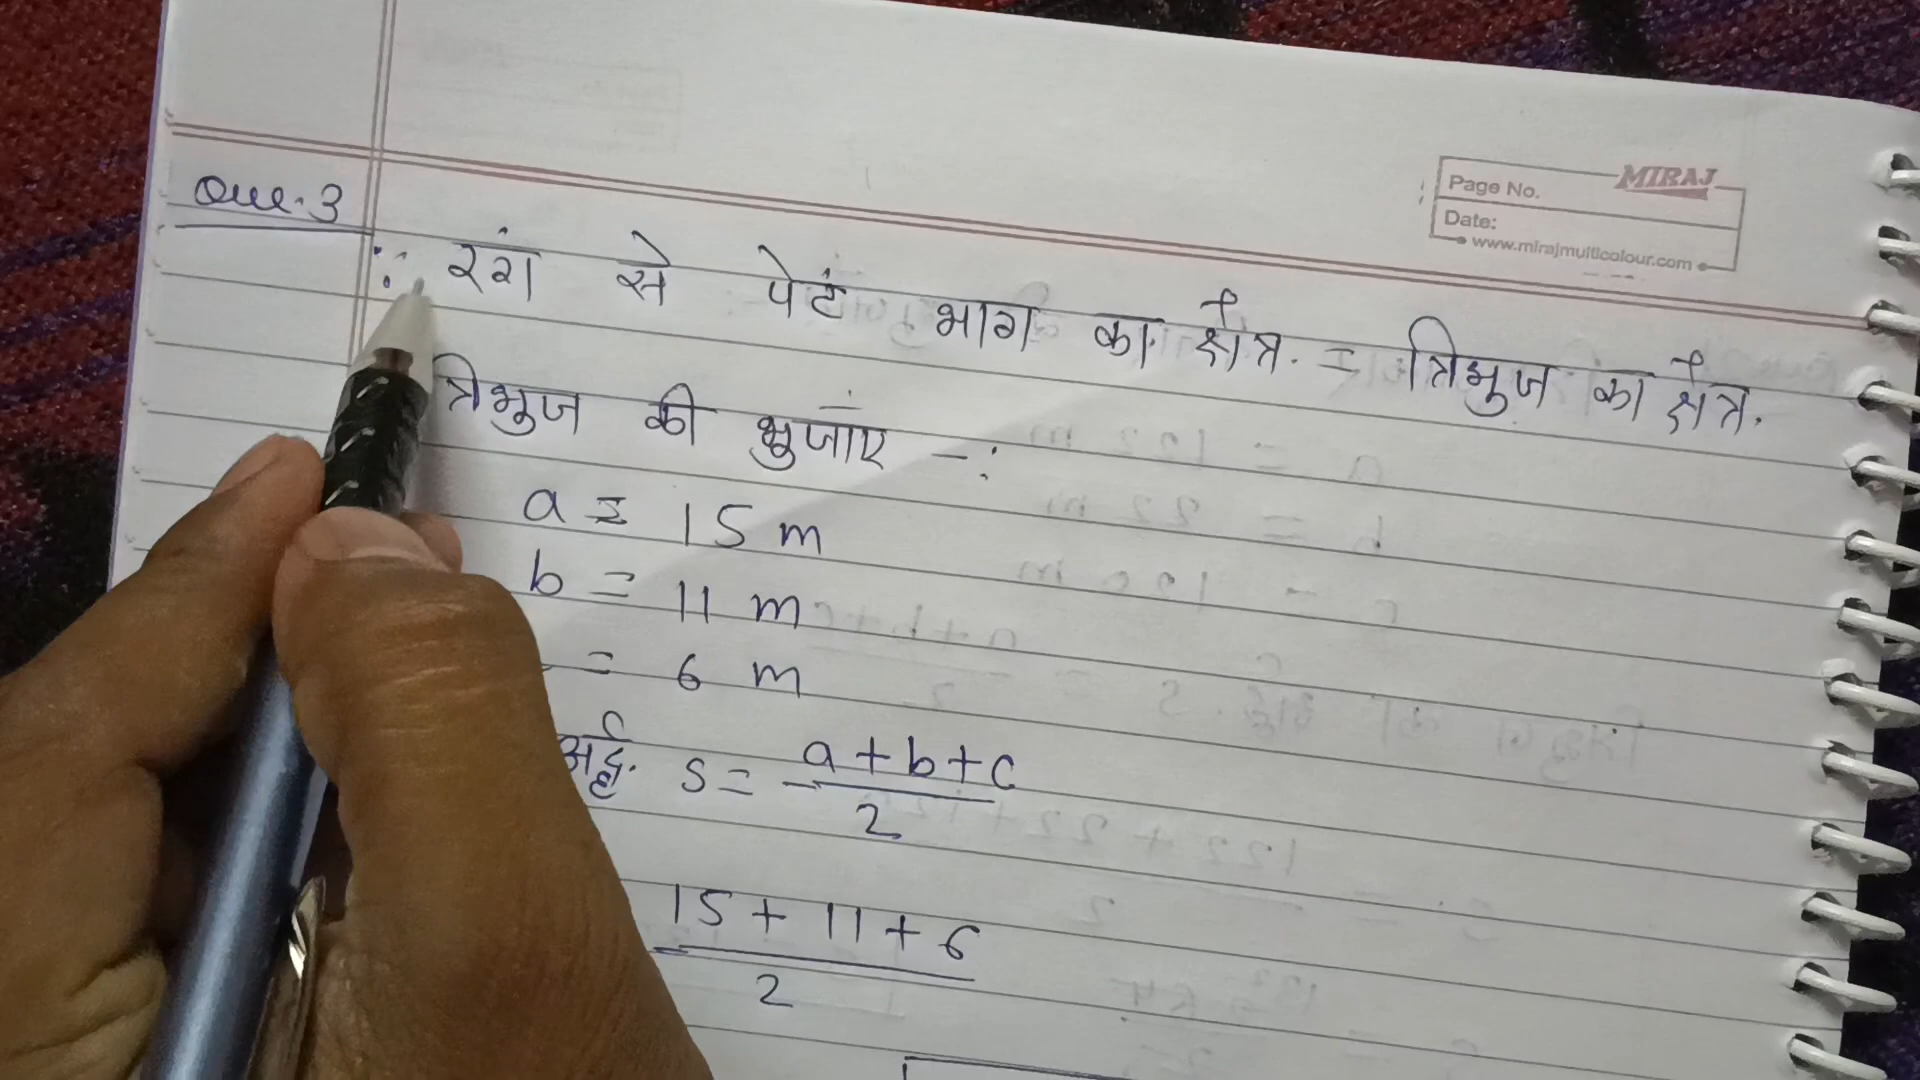 Que. 3
∵ रंग से पेंट भाग का क्षेत्र. = त्रिभुज का क्षेत्र.
त्रिभुज की भुजाएं -:
a = 15 m
b = 11 m
= 6 m
अर्द्ध. s = a+b+c
2
15 + 11 + 6
2
MIRAJ
Page No.
Date:
www.mirajmulticolour.com